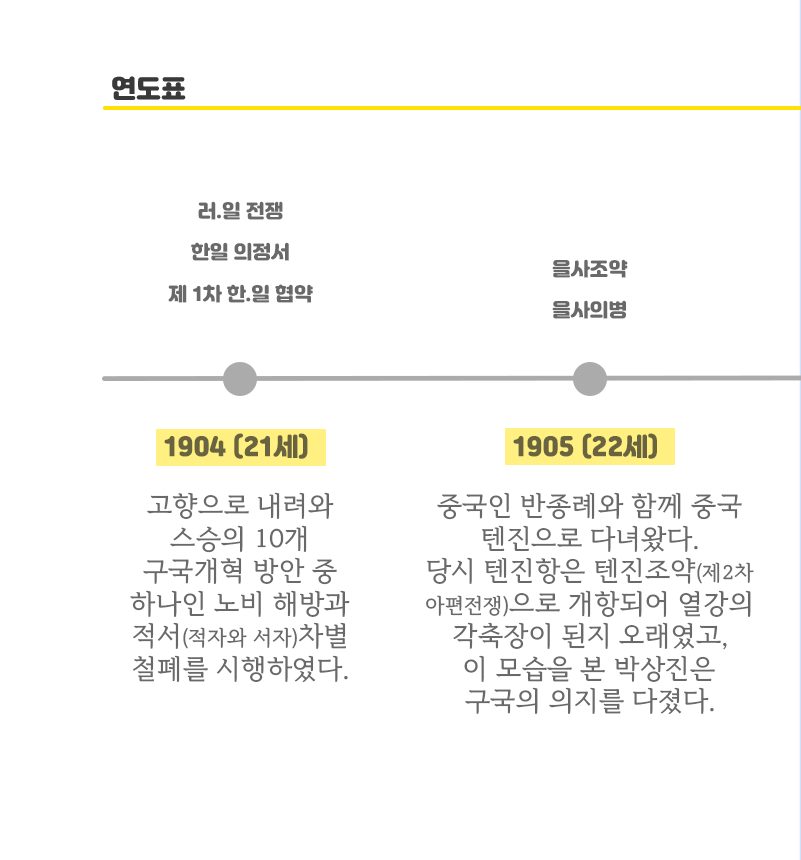 연도표
러.일 전쟁
한일 의정서
제 1차 한.일 협약
1904 (21세)
고향으로 내려와
스승의 10개
구국개혁 방안 중
하나인 노비 해방과
적서(적자와 서자)차별
철폐를 시행하였다.
을사조약
을사의병
1905 (22세)
중국인 반종례와 함께 중국
텐진으로 다녀왔다.
당시 텐진항은 텐진조약(제2차
아편전쟁)으로 개항되어 열강의
각축장이 된지 오래였고,
이 모습을 본 박상진은
구국의 의지를 다졌다.